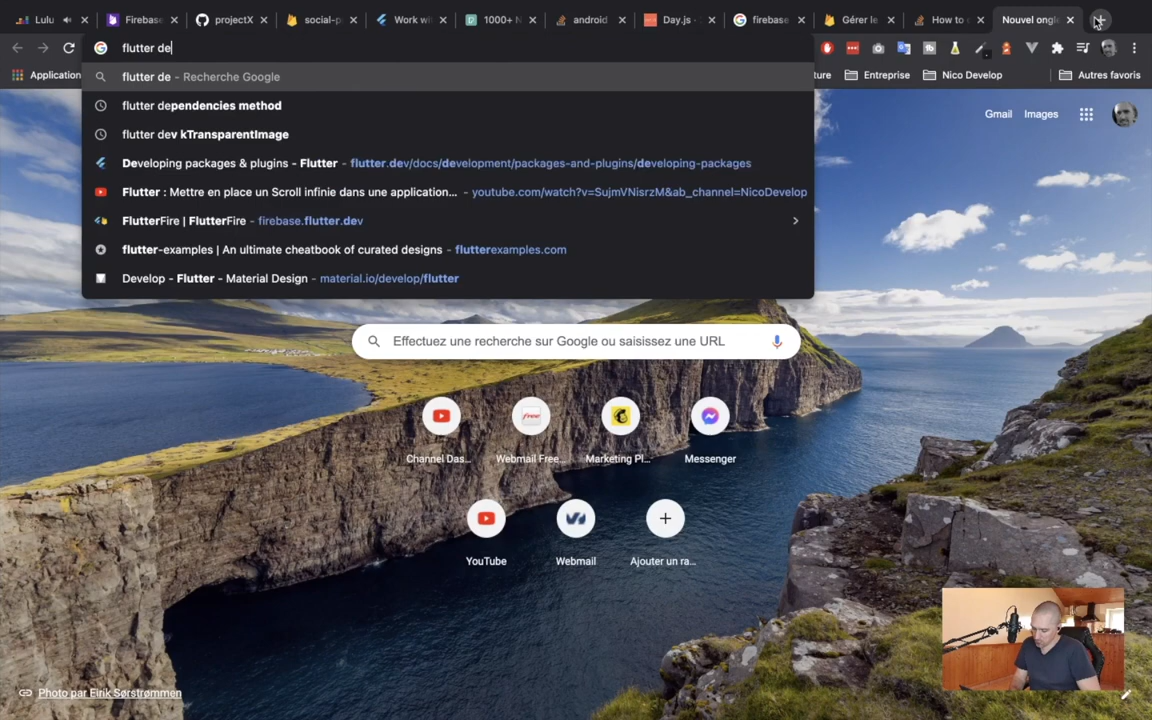 Lulu
Firebase
projectX
social-p
Work wi
1000+ N
android
Day.js -
firebase
Gérer le
How to
Nouvel ongle
flutter de
Application
ture
Entreprise
Nico Develop
Autres favoris
flutter de - Recherche Google
flutter dependencies method
flutter dev kTransparentImage
Developing packages & plugins - Flutter - flutter.dev/docs/development/packages-and-plugins/developing-packages
Flutter : Mettre en place un Scroll infinie dans une application... - youtube.com/watch?v=SujmVNisrzM&ab_channel=NicoDevelop
FlutterFire | FlutterFire - firebase.flutter.dev
flutter-examples | An ultimate cheatbook of curated designs - flutterexamples.com
Develop - Flutter - Material Design - material.io/develop/flutter
Gmail
Images
Effectuez une recherche sur Google ou saisissez une URL
free
Channel Das...
Webmail Free...
Marketing Pl...
Messenger
YouTube
Webmail
Ajouter un ra...
Photo par Eirik Sørstrømmen